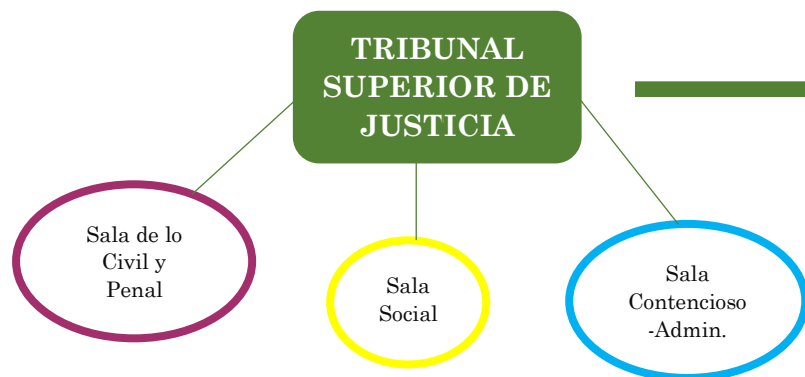 TRIBUNAL
SUPERIOR DE
JUSTICIA
Sala de lo
Civil y
Penal
Sala
Social
Sala
Contencioso
-Admin.